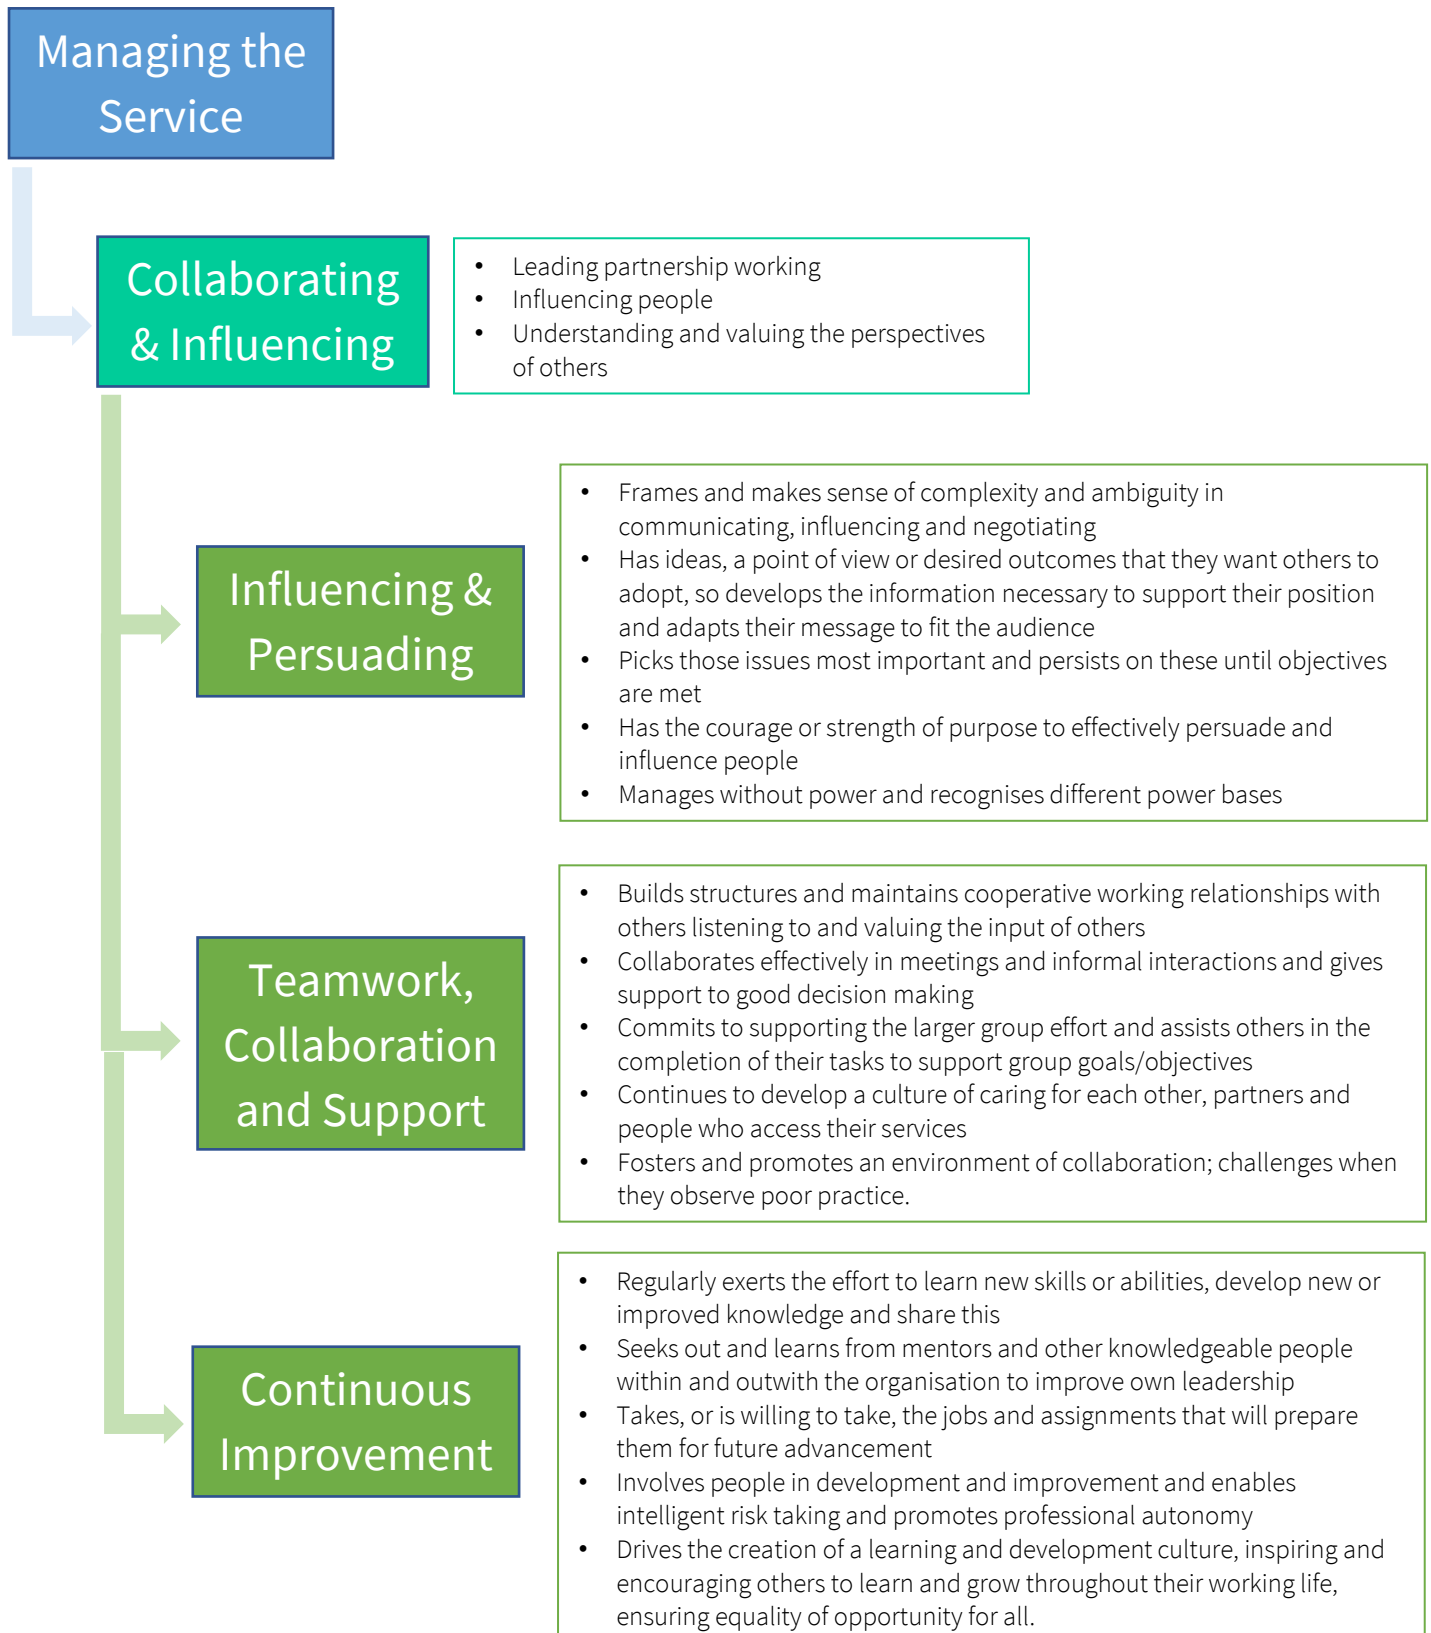 Managing the
Service
Collaborating
& Influencing
• Leading partnership working
• Influencing people
• Understanding and valuing the perspectives
of others
Influencing &
Persuading
• Frames and makes sense of complexity and ambiguity in
communicating, influencing and negotiating
• Has ideas, a point of view or desired outcomes that they want others to
adopt, so develops the information necessary to support their position
and adapts their message to fit the audience
• Picks those issues most important and persists on these until objectives
are met
• Has the courage or strength of purpose to effectively persuade and
influence people
• Manages without power and recognises different power bases
Teamwork,
Collaboration
and Support
• Builds structures and maintains cooperative working relationships with
others listening to and valuing the input of others
• Collaborates effectively in meetings and informal interactions and gives
support to good decision making
• Commits to supporting the larger group effort and assists others in the
completion of their tasks to support group goals/objectives
• Continues to develop a culture of caring for each other, partners and
people who access their services
• Fosters and promotes an environment of collaboration; challenges when
they observe poor practice.
Continuous
Improvement
• Regularly exerts the effort to learn new skills or abilities, develop new or
improved knowledge and share this
• Seeks out and learns from mentors and other knowledgeable people
within and outwith the organisation to improve own leadership
• Takes, or is willing to take, the jobs and assignments that will prepare
them for future advancement
• Involves people in development and improvement and enables
intelligent risk taking and promotes professional autonomy
• Drives the creation of a learning and development culture, inspiring and
encouraging others to learn and grow throughout their working life,
ensuring equality of opportunity for all.